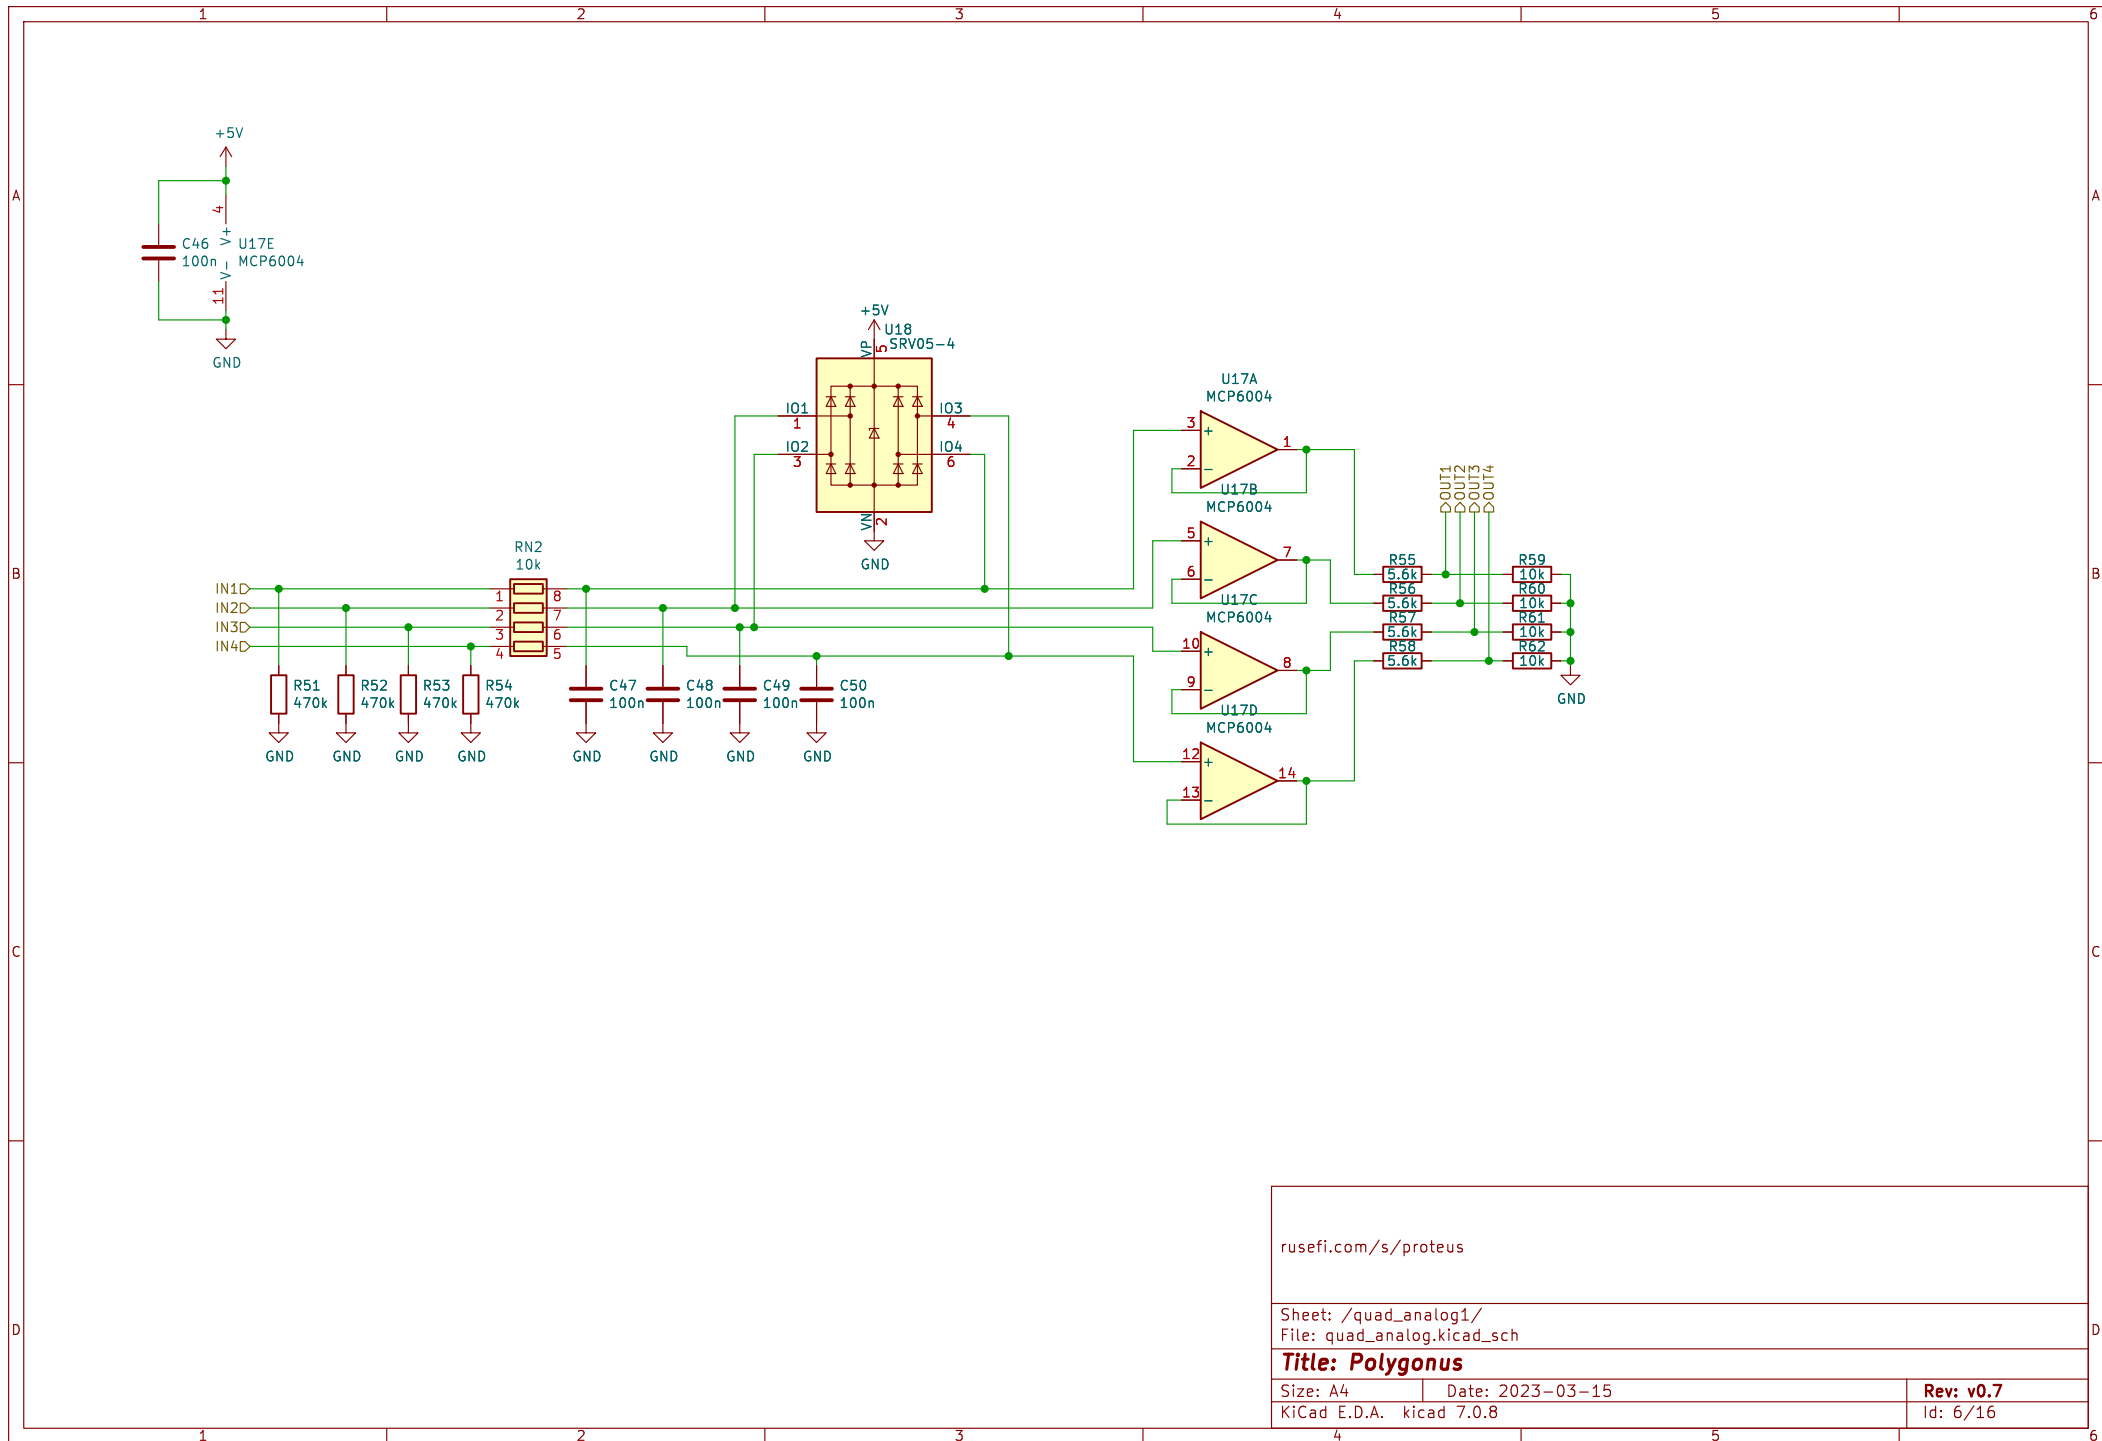 1 2 3 4 5 6
A A
B B
C C
D D
+5V
4
V+
V-
11
C46
100n
U17E
MCP6004
GND
+5V
U18
SRV05-4
VP
5
IO1
1
IO2
3
IO3
4
IO4
6
VN
2
GND
RN2
10k
IN1
IN2
IN3
IN4
1 8
2 7
3 6
4 5
R51
470k
R52
470k
R53
470k
R54
470k
C47
100n
C48
100n
C49
100n
C50
100n
GND GND GND GND GND GND GND GND
U17A
MCP6004
3
+
2
-
1
U17B
MCP6004
5
+
6
-
7
U17C
MCP6004
10
+
9
-
8
U17D
MCP6004
12
+
13
-
14
OUT1
OUT2
OUT3
OUT4
R55
5.6k
R56
5.6k
R57
5.6k
R58
5.6k
R59
10k
R60
10k
R61
10k
R62
10k
GND
rusefi.com/s/proteus
Sheet: /quad_analog1/
File: quad_analog.kicad_sch
Title: Polygonus
Size: A4 Date: 2023-03-15 Rev: v0.7
KiCad E.D.A. kicad 7.0.8 Id: 6/16
1 2 3 4 5 6